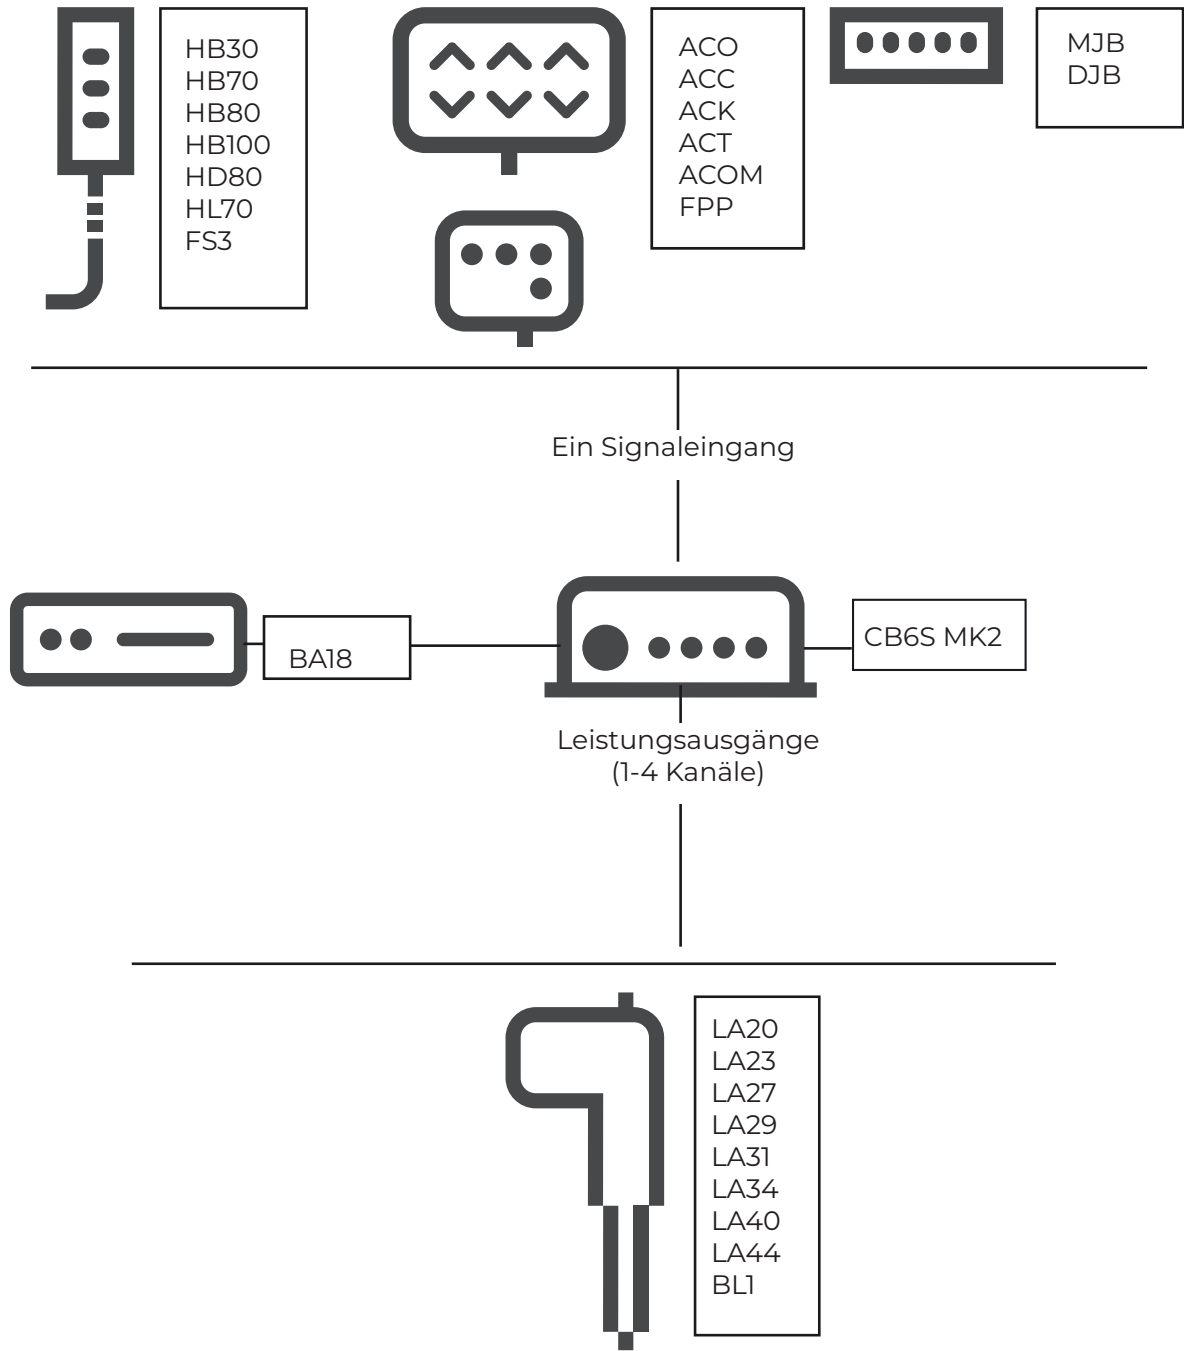 HB30
HB70
HB80
HB100
HD80
HL70
FS3
ACO
ACC
ACK
ACT
ACOM
FPP
MJB
DJB
Ein Signaleingang
BA18
CB6S MK2
Leistungsausgänge
(1-4 Kanäle)
LA20
LA23
LA27
LA29
LA31
LA34
LA40
LA44
BL1